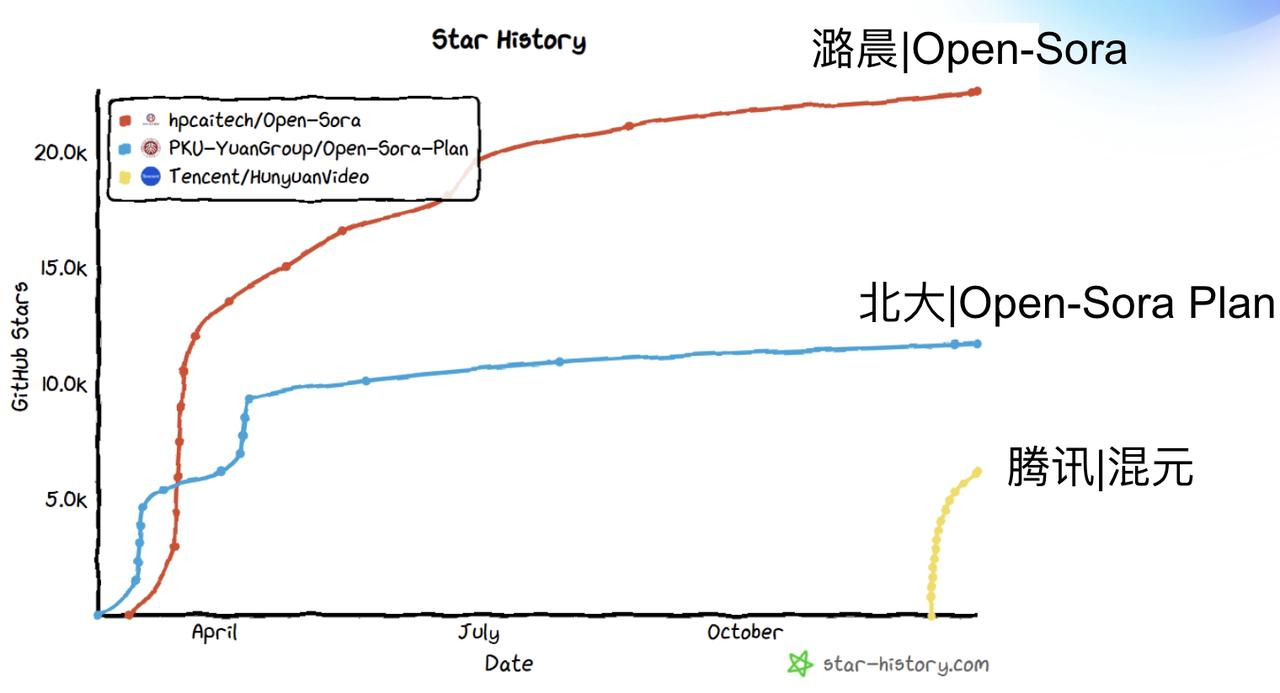 Star History
潞晨|Open-Sora
hpcaitech/Open-Sora
PKU-YuanGroup/Open-Sora-Plan
Tencent/HunyuanVideo
20.0k
15.0k
10.0k
5.0k
GitHub Stars
北大|Open-Sora Plan
腾讯|混元
April
July
October
Date
star-history.com